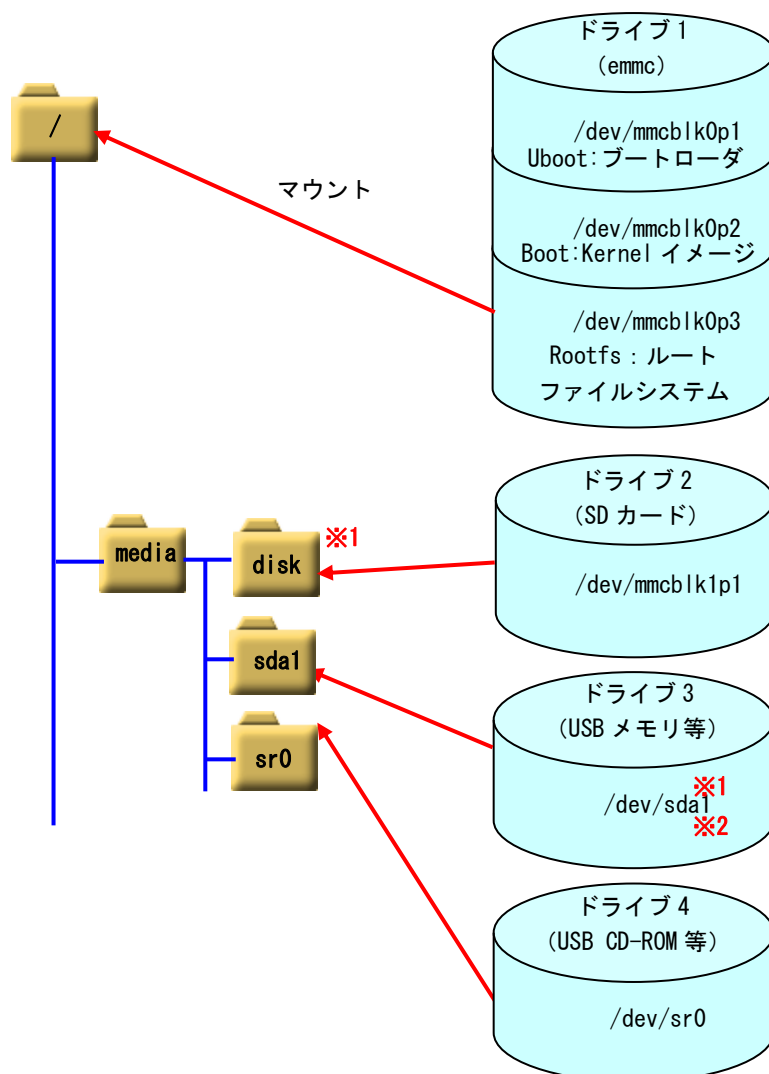 ドライブ1
(emmc)
/
/dev/mmcblk0p1
Uboot:ブートローダ
マウント
/dev/mmcblk0p2
Boot:Kernel イメージ
/dev/mmcblk0p3
Rootfs：ルート
ファイルシステム
ドライブ2
(SD カード)
media
disk
※1
/dev/mmcblk1p1
sda1
ドライブ3
(USB メモリ等)
sr0
/dev/sda1
※1
※2
ドライブ4
(USB CD-ROM 等)
/dev/sr0